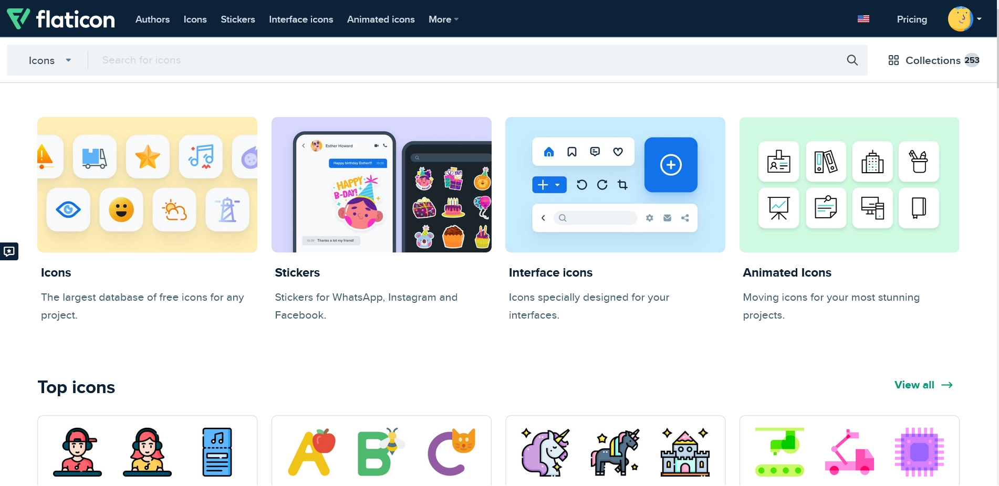 flaticon
Authors
Icons
Stickers
Interface icons
Animated icons
More
Pricing
Icons
Search for icons
Collections 253
Esther Howard
Happy birthday Esther!!! 10:35
HAPPY
B-DAY!
10:39 Thanks a lot my friend!
YAY!
Icons
The largest database of free icons for any
project.
Stickers
Stickers for WhatsApp, Instagram and
Facebook.
Interface icons
Icons specially designed for your
interfaces.
Animated Icons
Moving icons for your most stunning
projects.
Top icons
View all
A
B
C